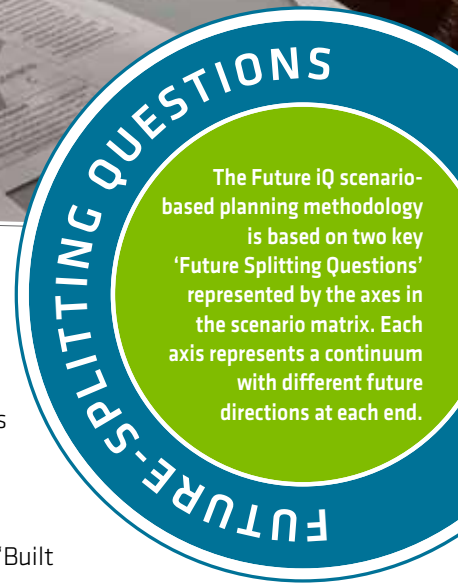 FUTURE-SPLITTING QUESTIONS
The Future iQ scenario-
based planning methodology
is based on two key
‘Future Splitting Questions’
represented by the axes in
the scenario matrix. Each
axis represents a continuum
with different future
directions at each end.
s
‘Built